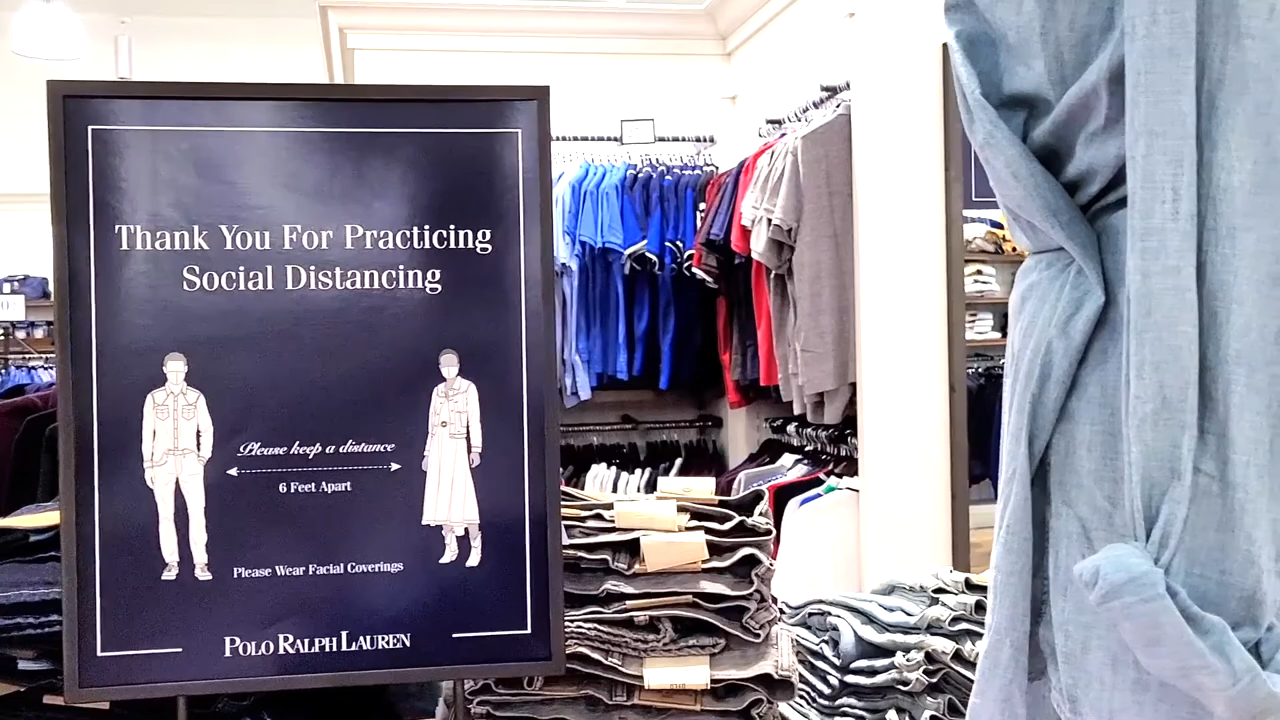 Thank You For Practicing
Social Distancing
Please keep a distance
6 Feet Apart
Please Wear Facial Coverings
POLO RALPH LAUREN